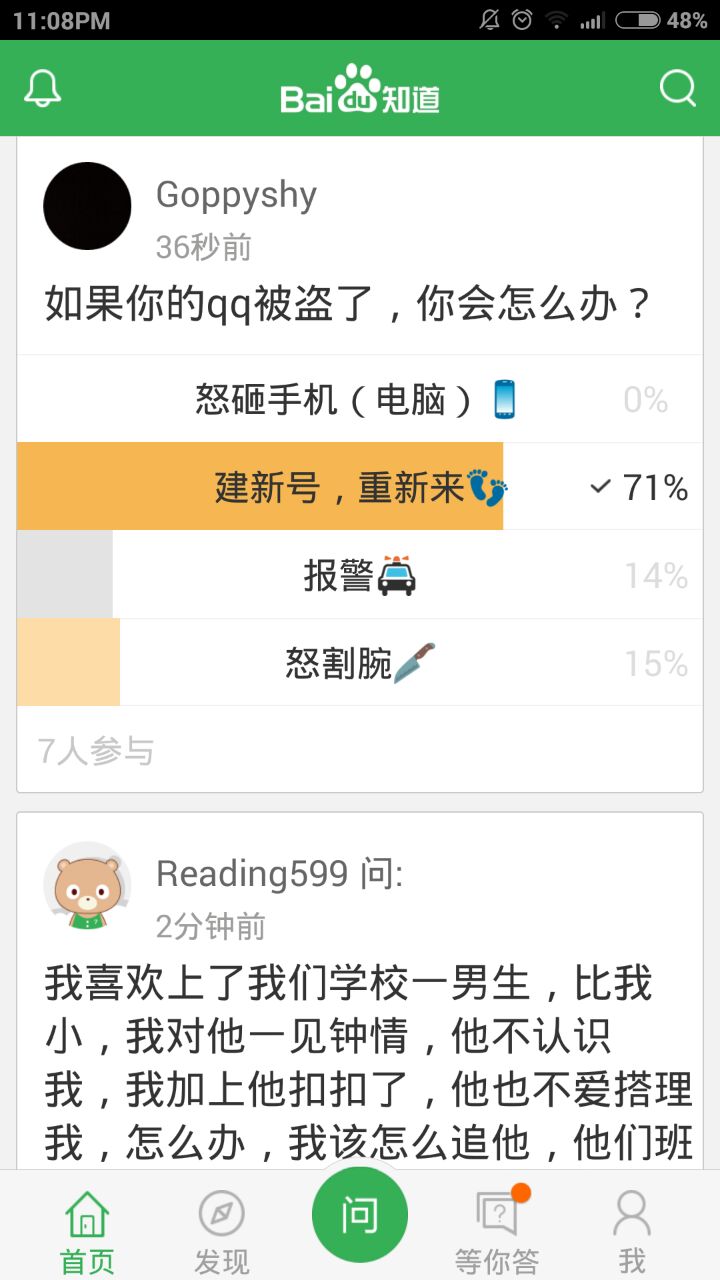 11:08PM 48%
Bai du 知道
Goppyshy
36秒前
如果你的qq被盗了，你会怎么办？
怒砸手机（电脑） 0%
建新号，重新来 71%
报警 14%
怒割腕 15%
7人参与
Reading599 问:
2分钟前
我喜欢上了我们学校一男生，比我
小，我对他一见钟情，他不认识
我，我加上他扣扣了，他也不爱搭理
我，怎么办，我该怎么追他，他们班
问
首页 发现 等你答 我